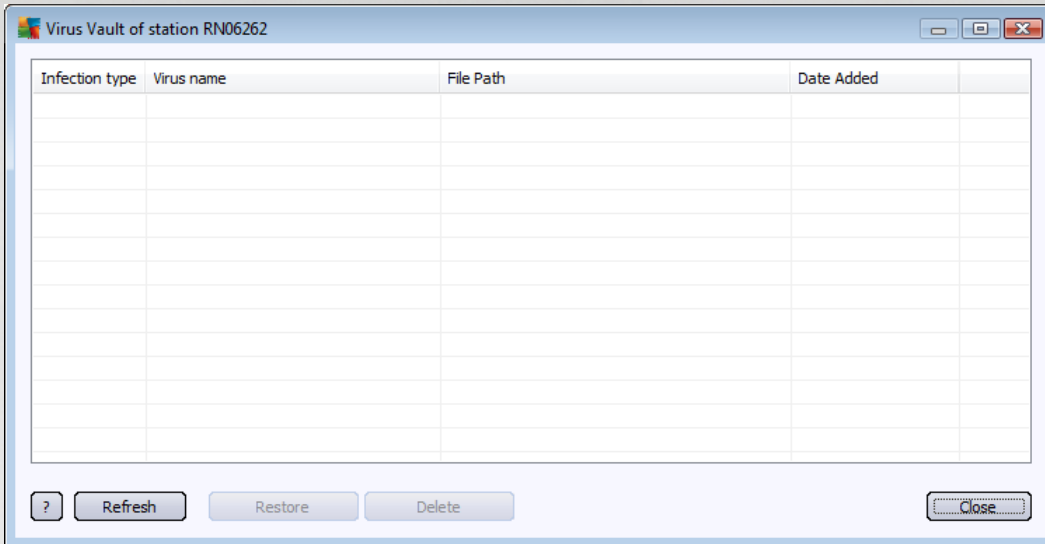 Virus Vault of station RN06262
Infection type Virus name File Path Date Added
? Refresh Restore Delete Close